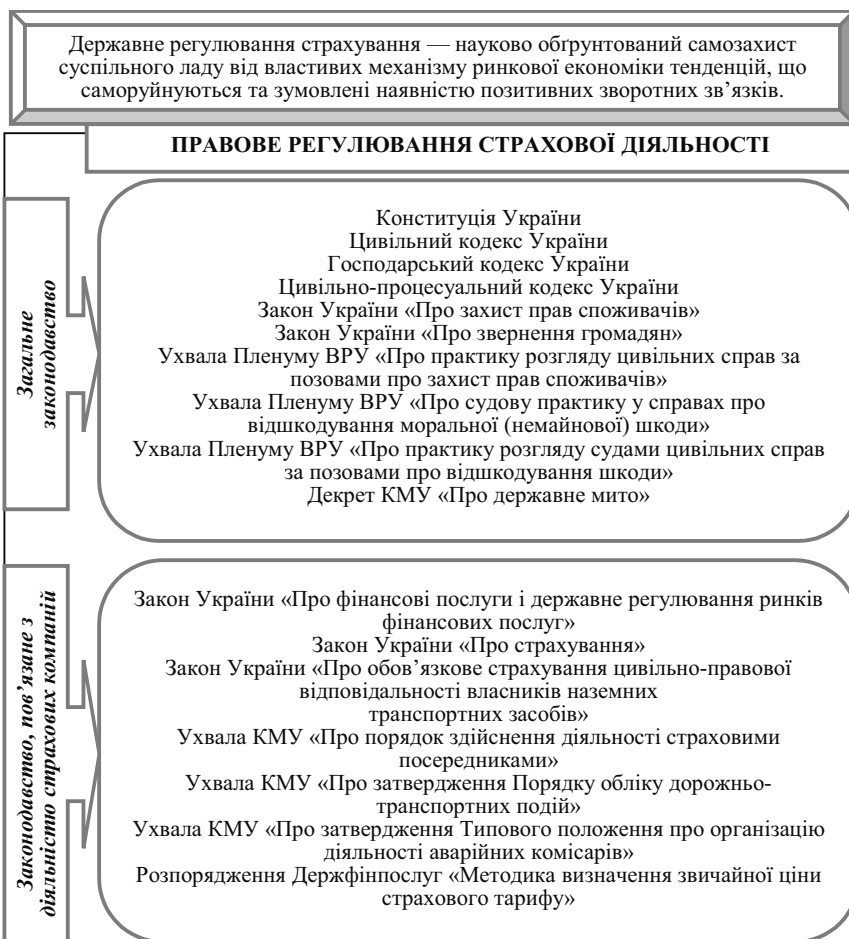 Державне регулювання страхування — науково обґрунтований самозахист
суспільного ладу від властивих механізму ринкової економіки тенденцій, що
саморуйнуються та зумовлені наявністю позитивних зворотних зв’язків.
ПРАВОВЕ РЕГУЛЮВАННЯ СТРАХОВОЇ ДІЯЛЬНОСТІ
Загальне
законодавство
Конституція України
Цивільний кодекс України
Господарський кодекс України
Цивільно-процесуальний кодекс України
Закон України «Про захист прав споживачів»
Закон України «Про звернення громадян»
Ухвала Пленуму ВРУ «Про практику розгляду цивільних справ за
позовами про захист прав споживачів»
Ухвала Пленуму ВРУ «Про судову практику у справах про
відшкодування моральної (немайнової) шкоди»
Ухвала Пленуму ВРУ «Про практику розгляду судами цивільних справ
за позовами про відшкодування шкоди»
Декрет КМУ «Про державне мито»
Законодавство, пов’язане з
діяльністю страхових компаній
Закон України «Про фінансові послуги і державне регулювання ринків
фінансових послуг»
Закон України «Про страхування»
Закон України «Про обов’язкове страхування цивільно-правової
відповідальності власників наземних
транспортних засобів»
Ухвала КМУ «Про порядок здійснення діяльності страховими
посередниками»
Ухвала КМУ «Про затвердження Порядку обліку дорожньо-
транспортних подій»
Ухвала КМУ «Про затвердження Типового положення про організацію
діяльності аварійних комісарів»
Розпорядження Держфінпослуг «Методика визначення звичайної ціни
страхового тарифу»